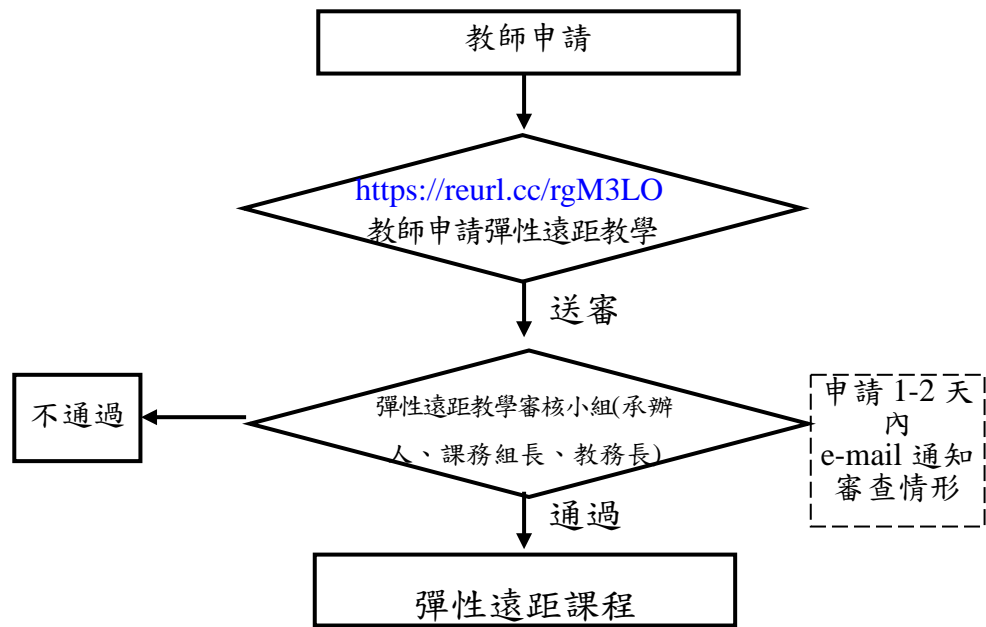 教師申請
https://reurl.cc/rgM3LO
教師申請彈性遠距教學
送審
不通過
彈性遠距教學審核小組(承辦
人、課務組長、教務長)
申請 1-2 天
內
e-mail 通知
審查情形
通過
彈性遠距課程